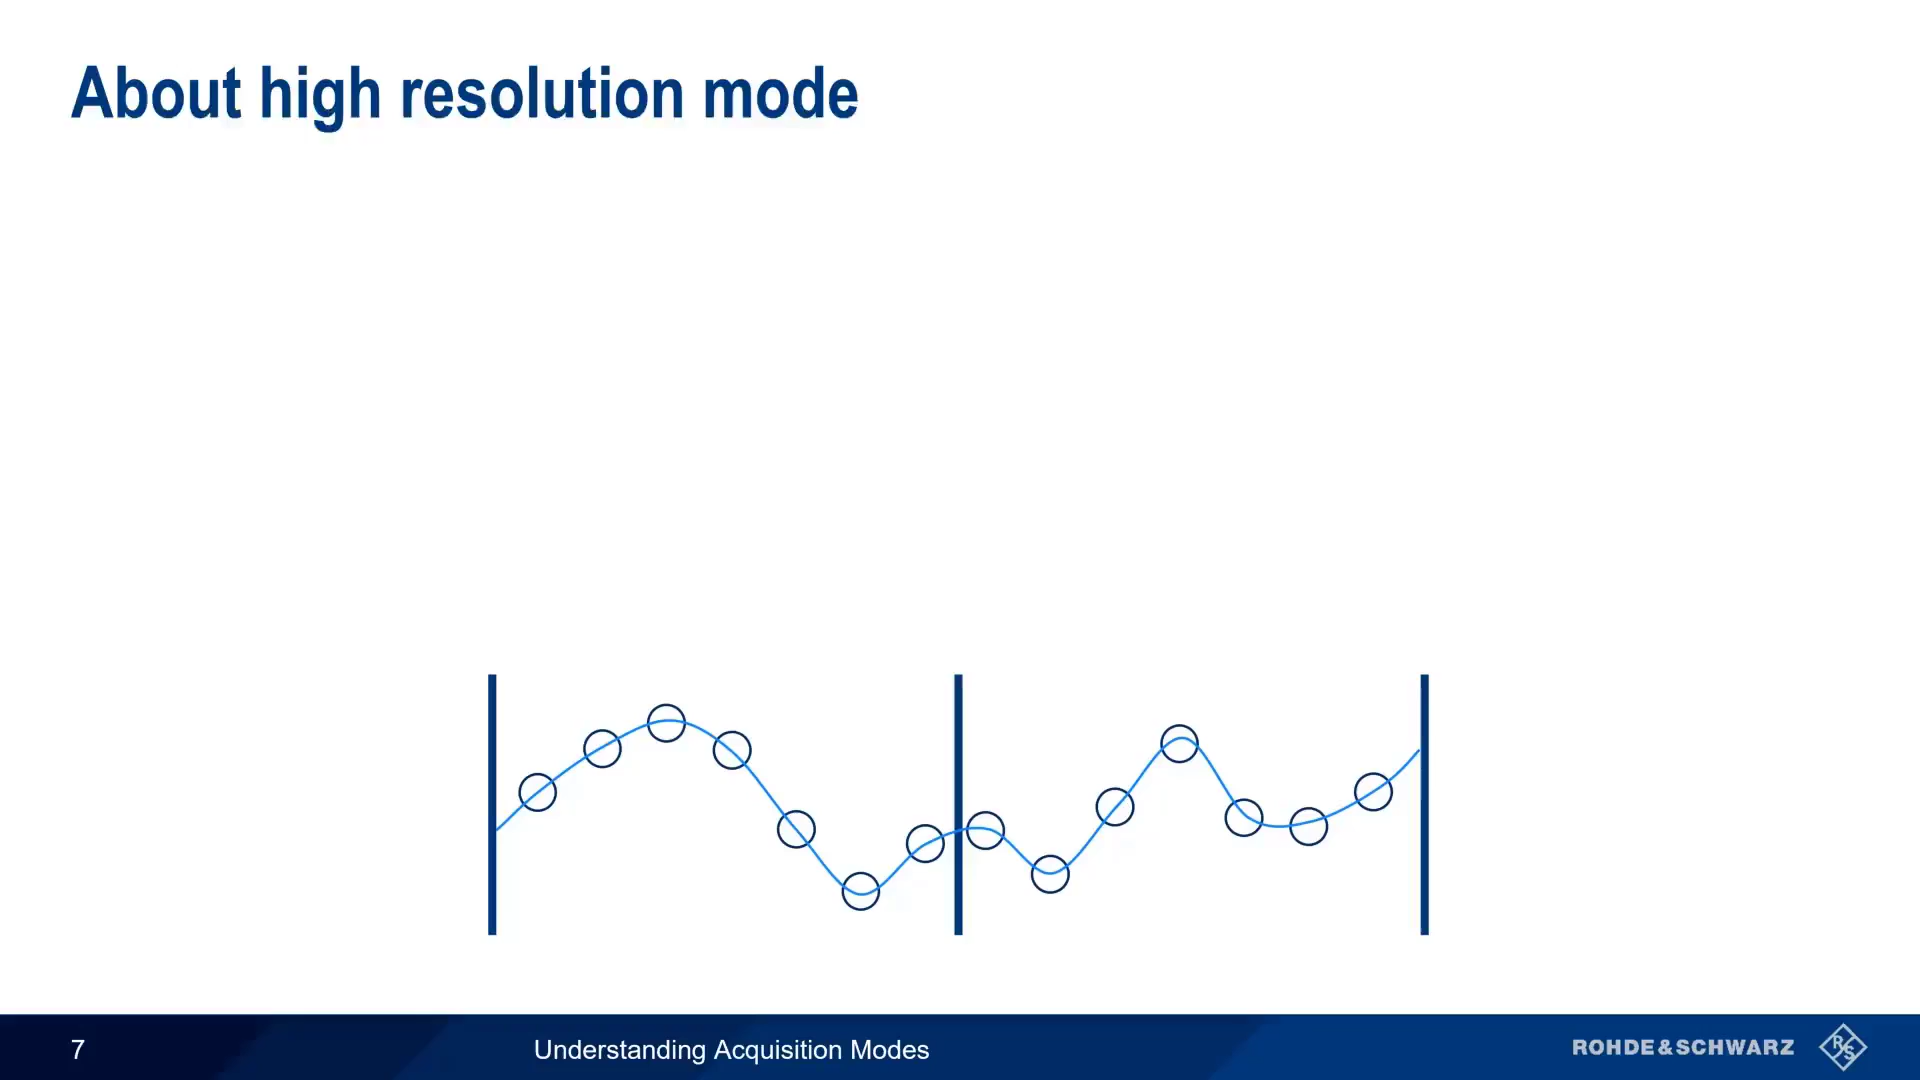 About high resolution mode
7
Understanding Acquisition Modes
ROHDE&SCHWARZ
R
S